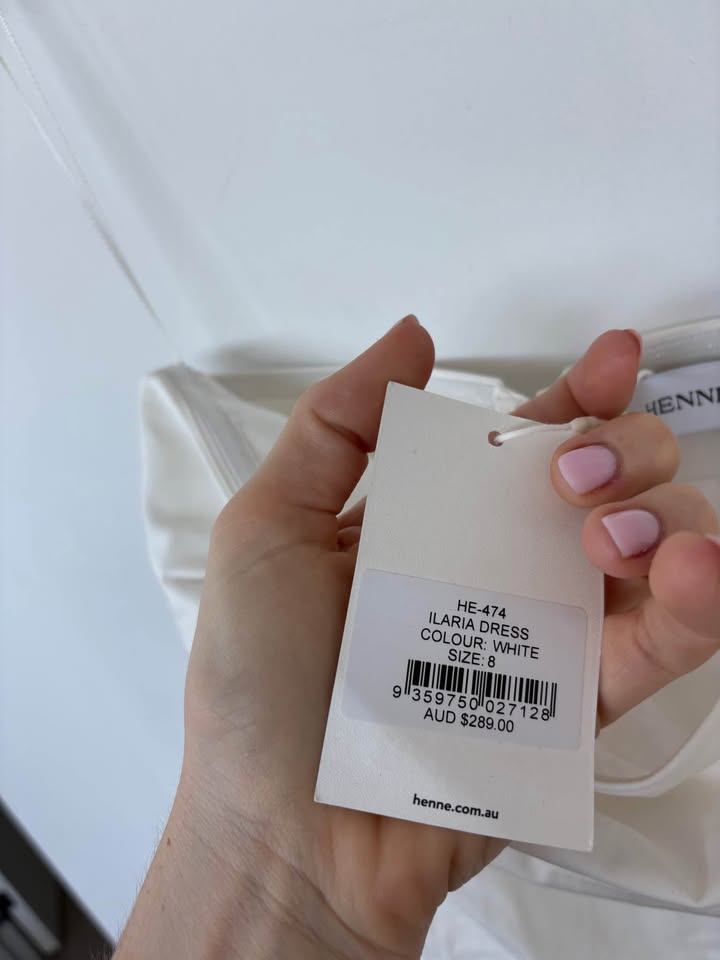 HENNE
HE-474
ILARIA DRESS
COLOUR: WHITE
SIZE: 8
9 359750 027128
AUD $289.00
henne.com.au